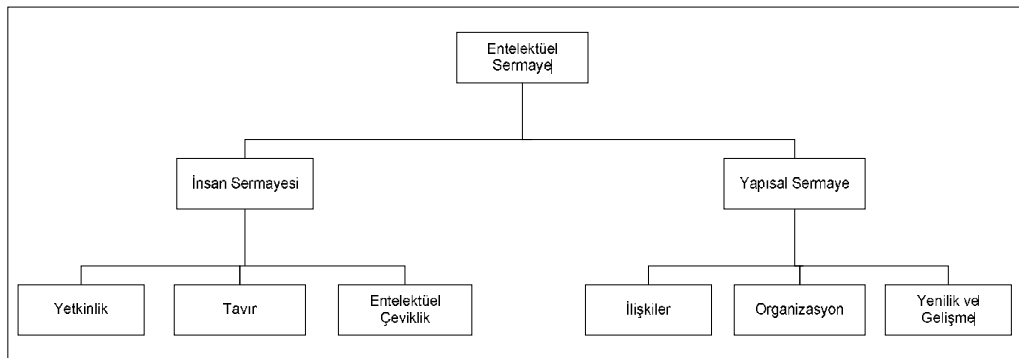 Entelektüel
Sermaye
İnsan Sermayesi
Yapısal Sermaye
Yetkinlik
Tavır
Entelektüel
Çeviklik
İlişkiler
Organizasyon
Yenilik ve
Gelişme